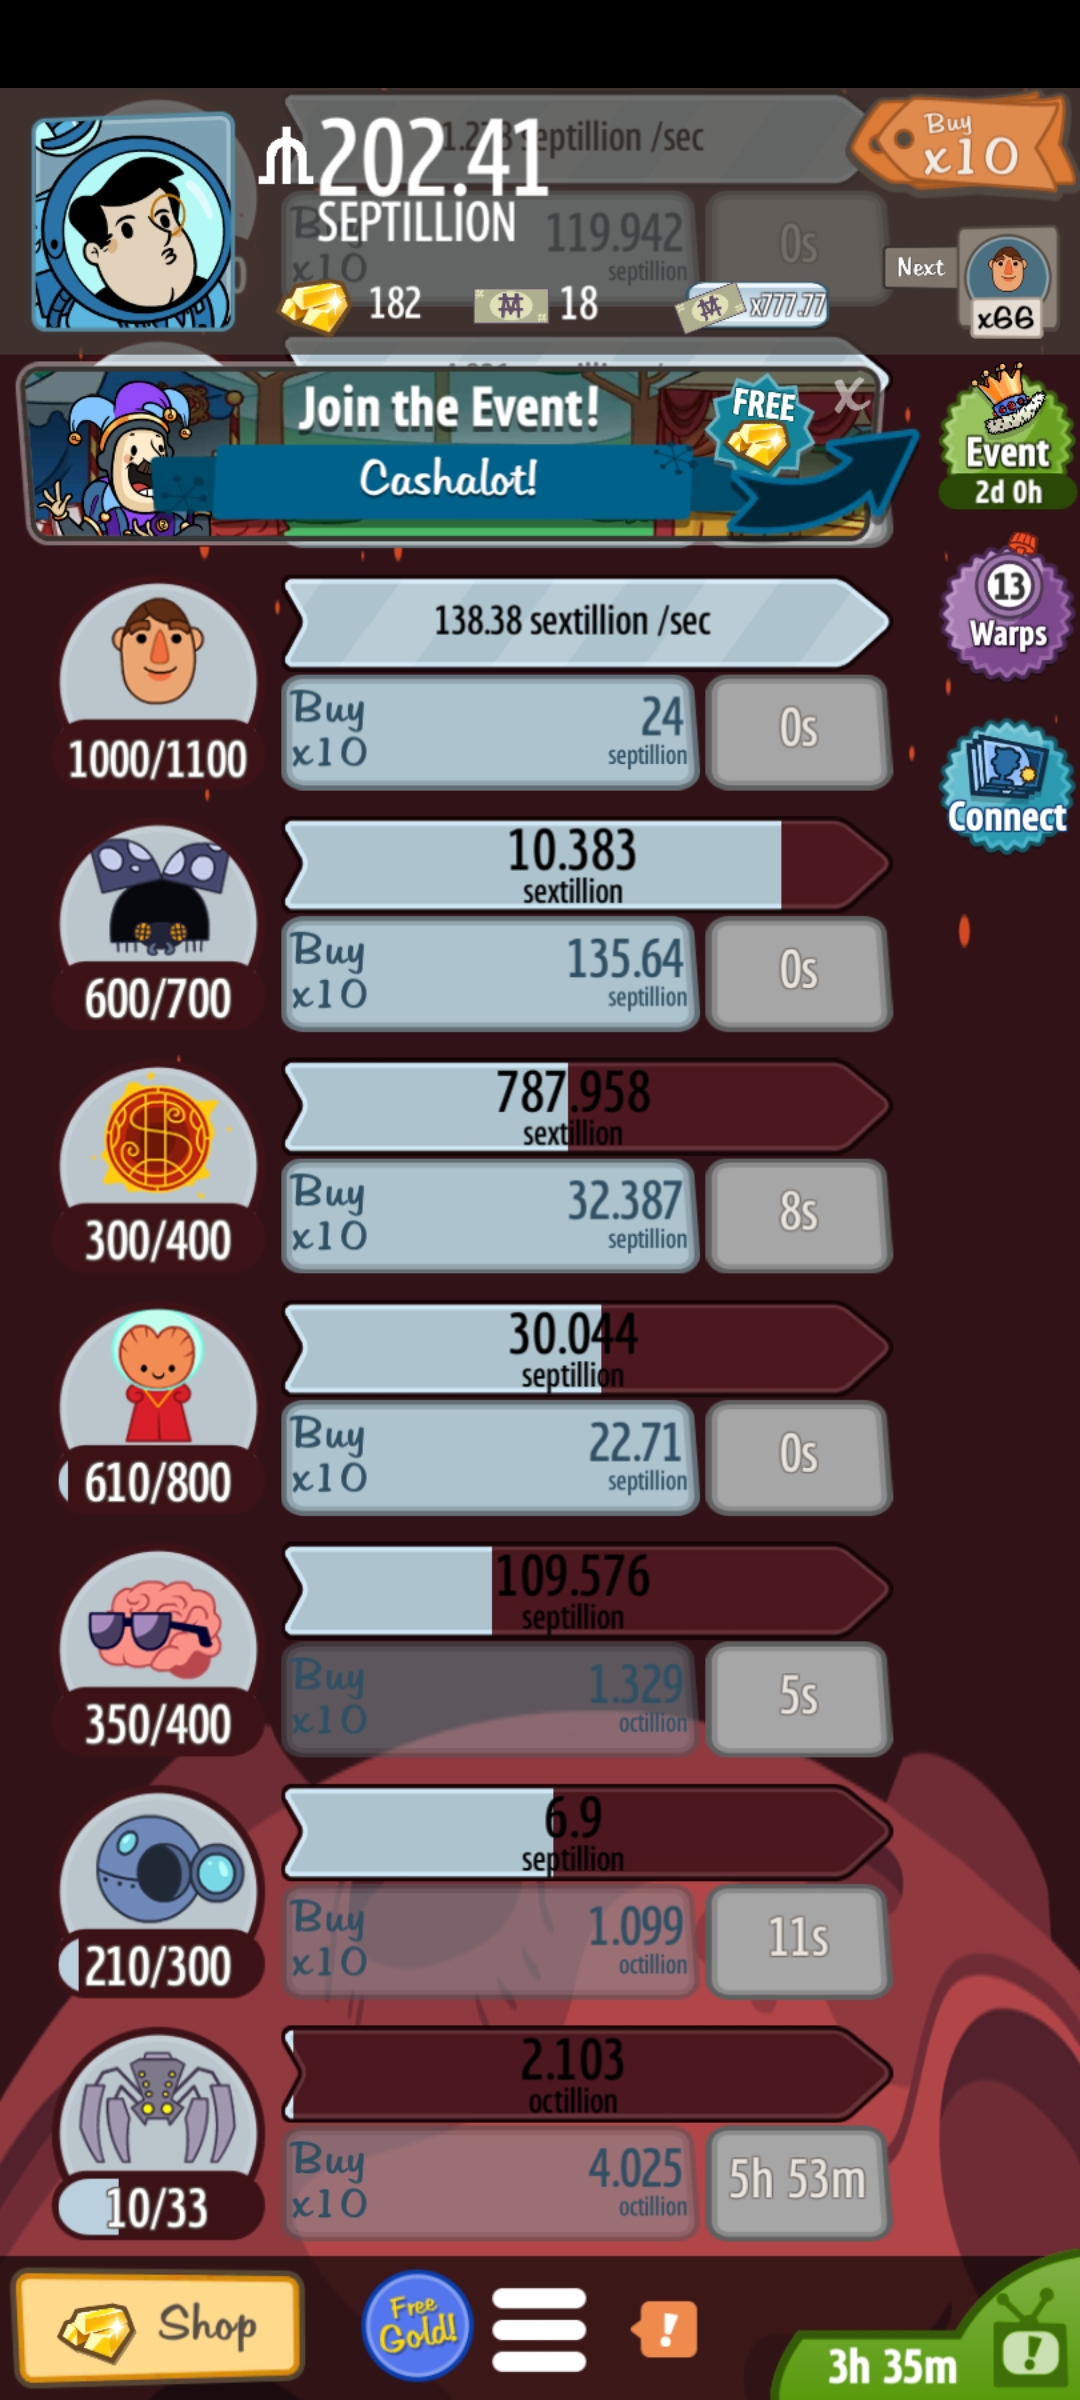 202.41
SEPTILLION
septillion /sec
Buy
x10
Buy
x10
119.942
septillion
0s
182
18
x777.77
Next
x66
Join the Event!
Cashalot!
FREE
X
Event
2d 0h
138.38 sextillion /sec
1000/1100
Buy
x10
24
septillion
0s
13
Warps
Connect
10.383
sextillion
600/700
Buy
x10
135.64
septillion
0s
787.958
sextillion
300/400
Buy
x10
32.387
septillion
8s
30.044
septillion
610/800
Buy
x10
22.71
septillion
0s
109.576
septillion
350/400
Buy
x10
1.329
octillion
5s
6.9
septillion
210/300
Buy
x10
1.099
octillion
11s
2.103
octillion
10/33
Buy
x10
4.025
octillion
5h 53m
Shop
Free
Gold!
!
3h 35m
!